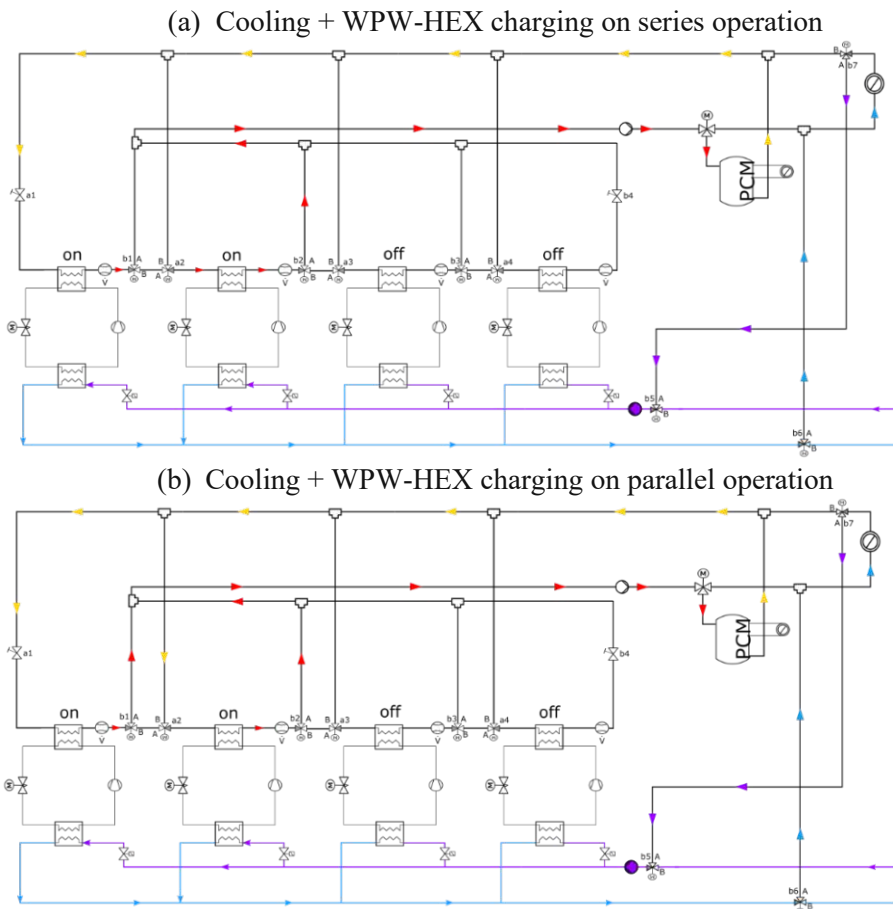 (a) Cooling + WPW-HEX charging on series operation
B
A b7
M
PCM
a1
b4
on
on
off
off
b1 A
B
B
A
a2
b2 A
B
B
A
a3
b3 A
B
B
A
a4
V
V
V
V
M
M
M
M
b5 A
B
b6 A
B
(b) Cooling + WPW-HEX charging on parallel operation
B
A b7
M
PCM
a1
b4
on
on
off
off
b1 A
B
B
A
a2
b2 A
B
B
A
a3
b3 A
B
B
A
a4
V
V
V
V
M
M
M
M
b5 A
B
b6 A
B